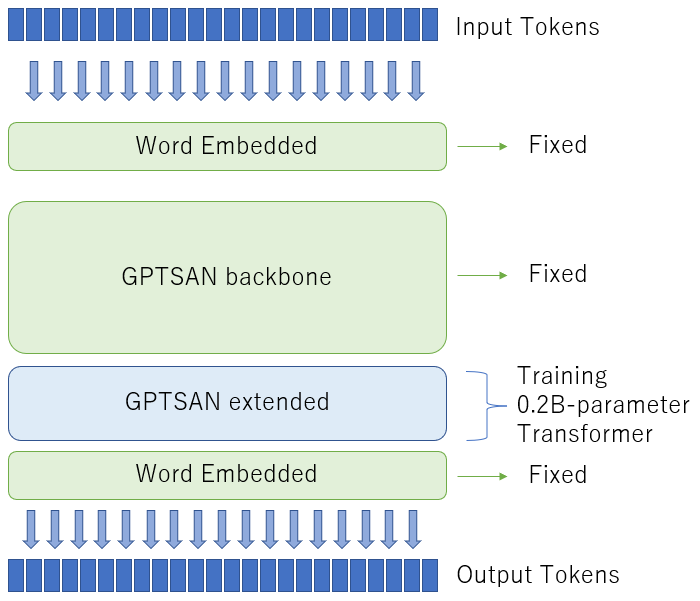 Input Tokens
Word Embedded
Fixed
GPTSAN backbone
Fixed
GPTSAN extended
Training
0.2B-parameter
Transformer
Word Embedded
Fixed
Output Tokens